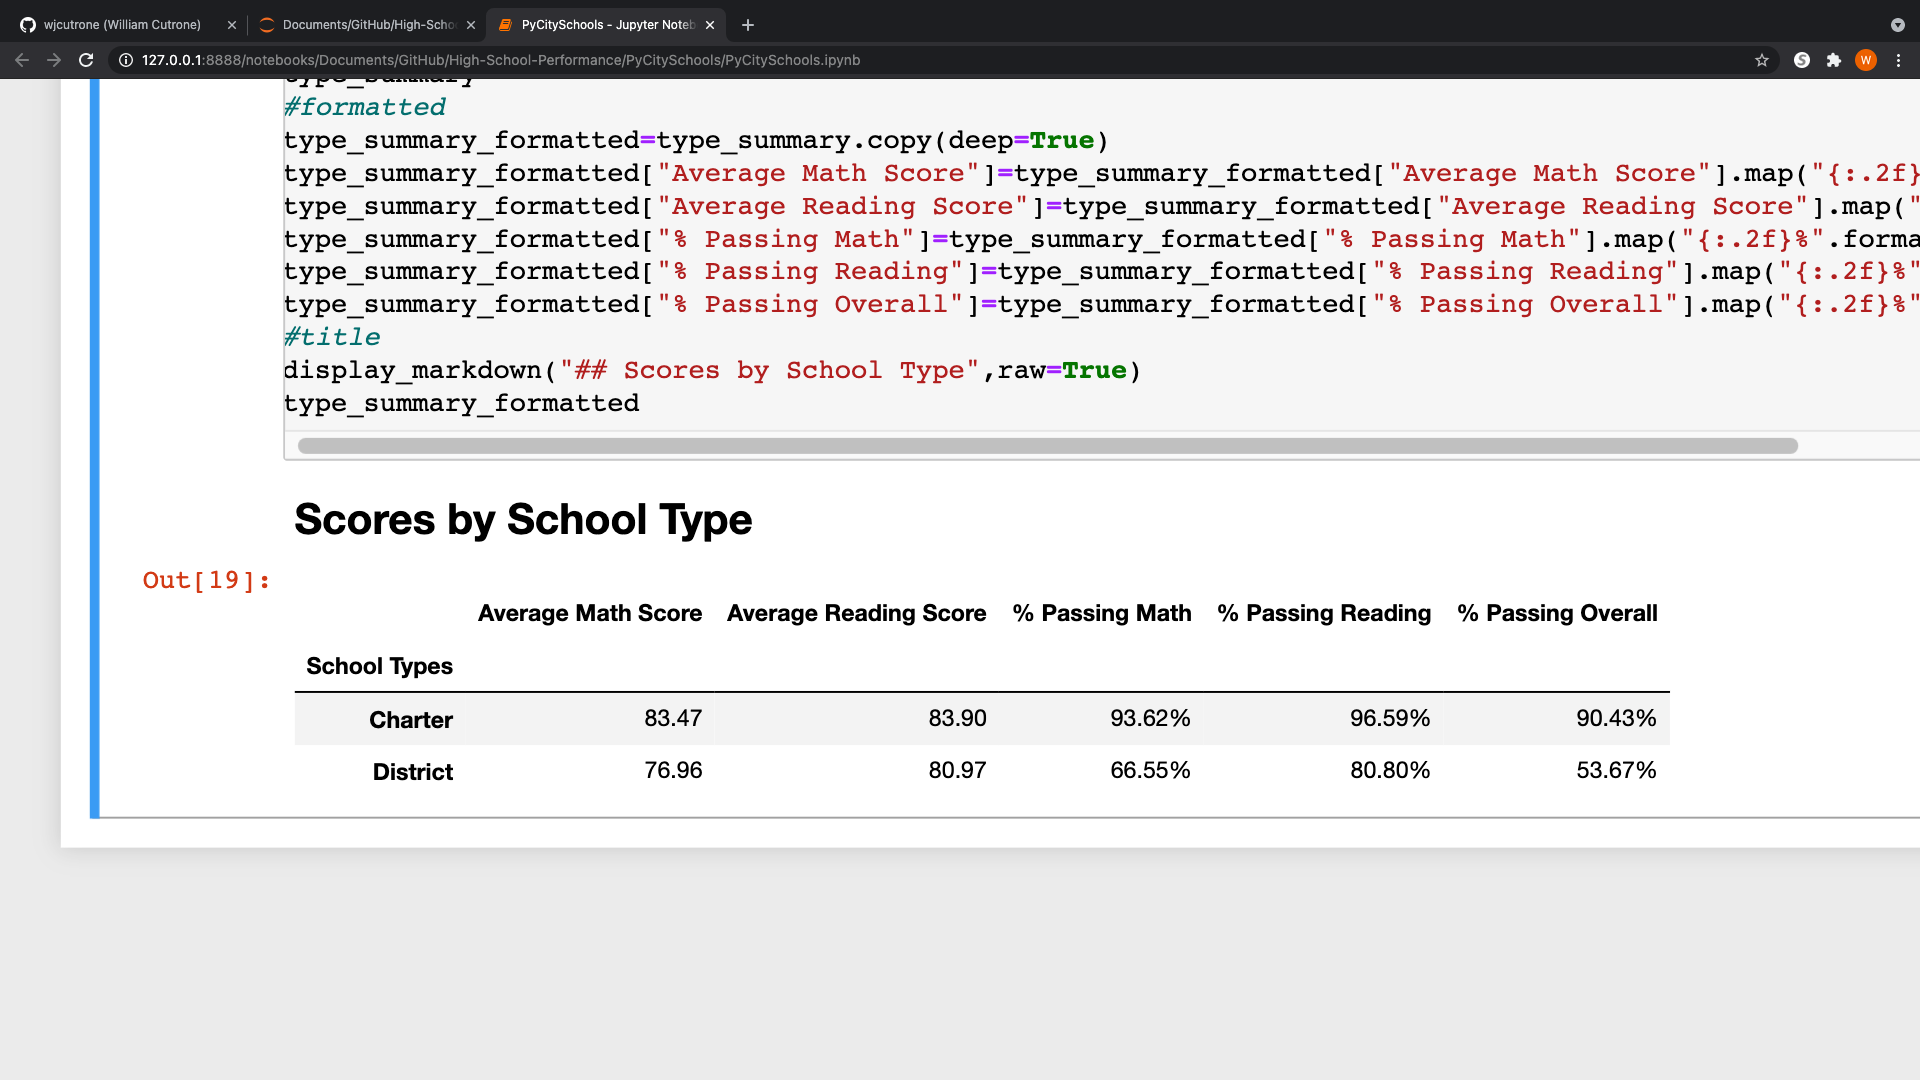 wjcutrone (William Cutrone)
Documents/GitHub/High-Schoo
PyCitySchools - Jupyter Noteb
127.0.0.1:8888/notebooks/Documents/GitHub/High-School-Performance/PyCitySchools/PyCitySchools.ipynb
W
type_summary
#formatted
type_summary_formatted=type_summary.copy(deep=True)
type_summary_formatted["Average Math Score"]=type_summary_formatted["Average Math Score"].map("{:.2f}
type_summary_formatted["Average Reading Score"]=type_summary_formatted["Average Reading Score"].map("
type_summary_formatted["% Passing Math"]=type_summary_formatted["% Passing Math"].map("{:.2f}%".forma
type_summary_formatted["% Passing Reading"]=type_summary_formatted["% Passing Reading"].map("{:.2f}%"
type_summary_formatted["% Passing Overall"]=type_summary_formatted["% Passing Overall"].map("{:.2f}%"
#title
display_markdown("## Scores by School Type",raw=True)
type_summary_formatted
Scores by School Type
Out[19]:
Average Math Score Average Reading Score % Passing Math % Passing Reading % Passing Overall
School Types
Charter 83.47 83.90 93.62% 96.59% 90.43%
District 76.96 80.97 66.55% 80.80% 53.67%